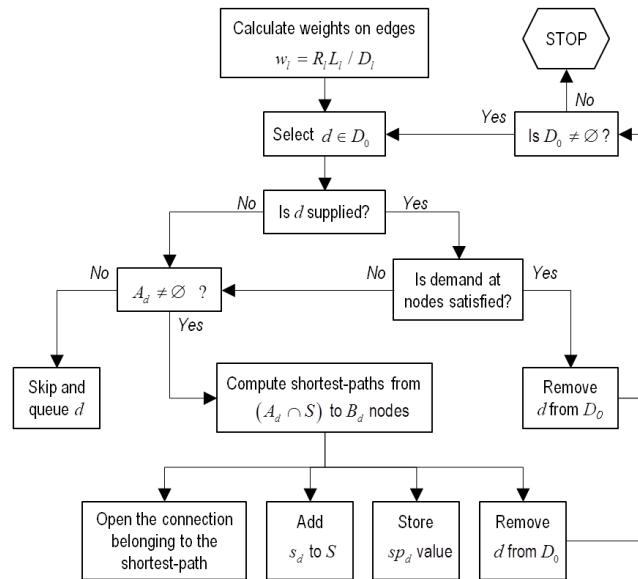 Calculate weights on edges
w_l = R_l L_l / D_l
STOP
No
Yes
Select d ∈ D_0
Is D_0 ≠ ∅ ?
No
Is d supplied?
Yes
No
A_d ≠ ∅ ?
No
Is demand at
nodes satisfied?
Yes
Yes
Skip and
queue d
Compute shortest-paths from
(A_d ∩ S) to B_d nodes
Remove
d from D_O
Open the connection
belonging to the
shortest-path
Add
s_d to S
Store
sp_d value
Remove
d from D_0